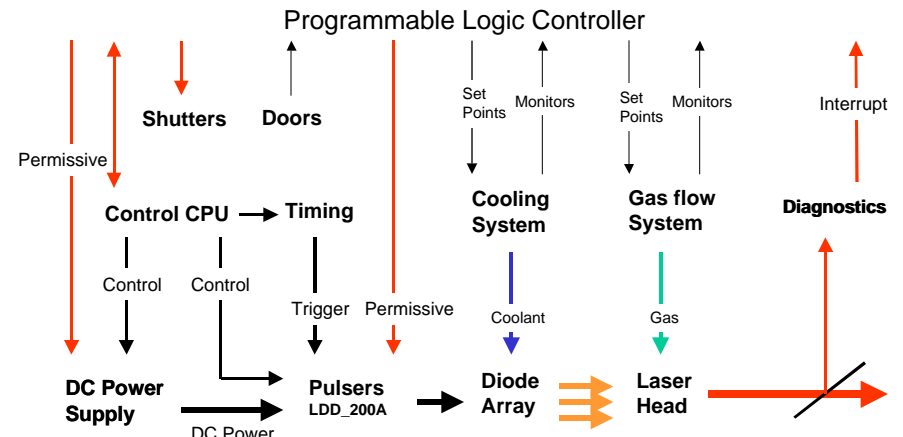 Programmable Logic Controller
Shutters
Doors
Set
Points
Monitors
Set
Points
Monitors
Interrupt
Permissive
Control CPU
Timing
Cooling
System
Gas flow
System
Diagnostics
Control
Control
Trigger
Permissive
Coolant
Gas
DC Power
Supply
Pulsers
LDD_200A
Diode
Array
Laser
Head
DC Power